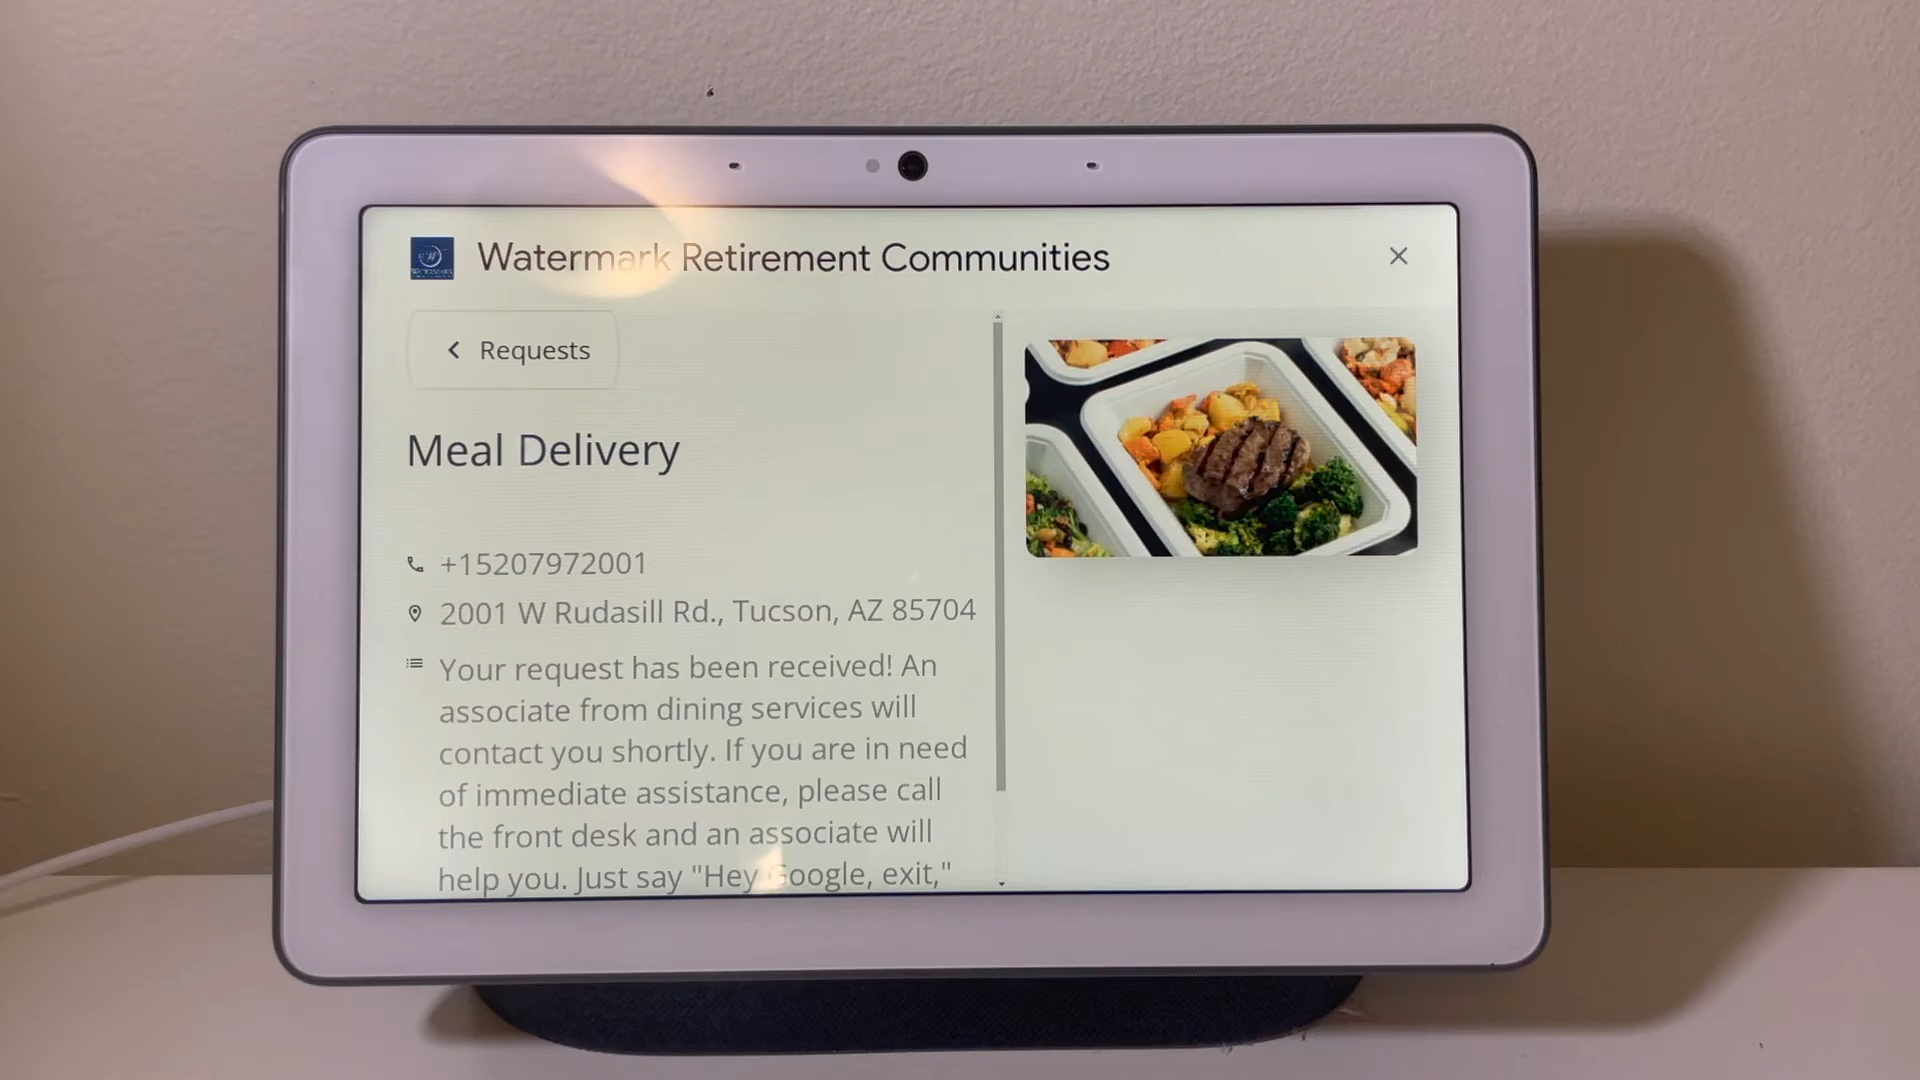 Watermark Retirement Communities
Requests
Meal Delivery
+15207972001
2001 W Rudasill Rd., Tucson, AZ 85704
Your request has been received! An
associate from dining services will
contact you shortly. If you are in need
of immediate assistance, please call
the front desk and an associate will
help you. Just say "Hey Google, exit,"